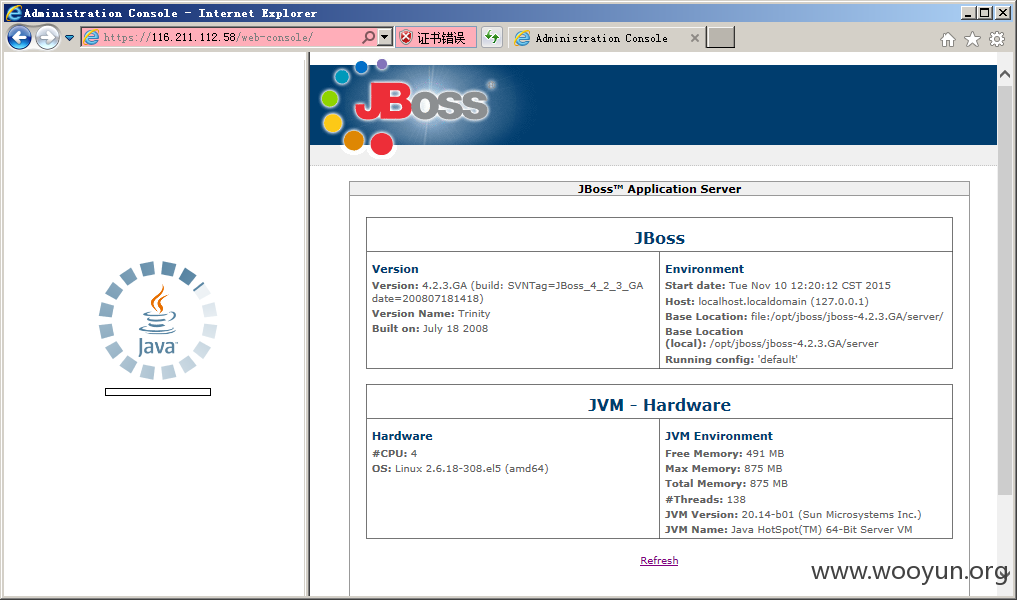 Administration Console - Internet Explorer
https://116.211.112.58/web-console/
证书错误
Administration Console
JBoss®
JBoss™ Application Server
JBoss
Version
Version: 4.2.3.GA (build: SVNTag=JBoss_4_2_3_GA
date=200807181418)
Version Name: Trinity
Built on: July 18 2008
Environment
Start date: Tue Nov 10 12:20:12 CST 2015
Host: localhost.localdomain (127.0.0.1)
Base Location: file:/opt/jboss/jboss-4.2.3.GA/server/
Base Location
(local): /opt/jboss/jboss-4.2.3.GA/server
Running config: 'default'
Java™
JVM - Hardware
Hardware
#CPU: 4
OS: Linux 2.6.18-308.el5 (amd64)
JVM Environment
Free Memory: 491 MB
Max Memory: 875 MB
Total Memory: 875 MB
#Threads: 138
JVM Version: 20.14-b01 (Sun Microsystems Inc.)
JVM Name: Java HotSpot(TM) 64-Bit Server VM
Refresh
www.wooyun.org